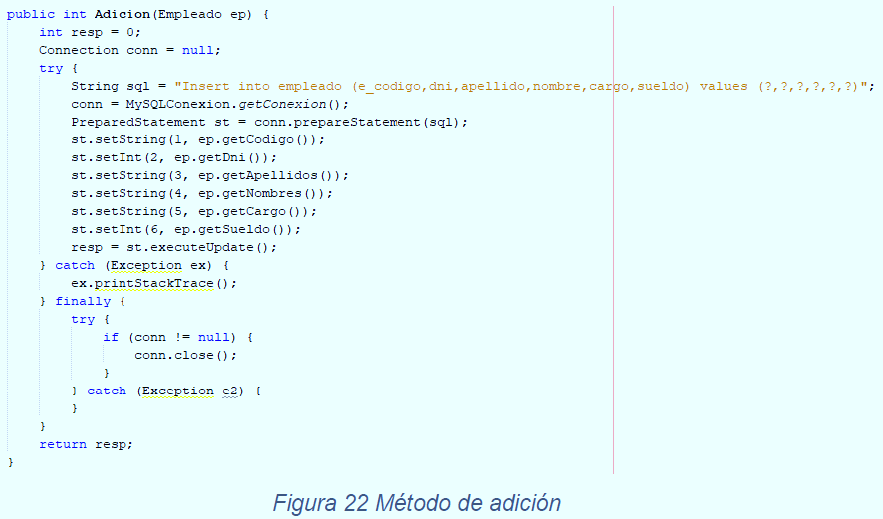 public int Adicion(Empleado ep) {
int resp = 0;
Connection conn = null;
try {
String sql = "Insert into empleado (e_codigo,dni,apellido,nombre,cargo,sueldo) values (?,?,?,?,?,?)";
conn = MySQLConexion.getConexion();
PreparedStatement st = conn.prepareStatement(sql);
st.setString(1, ep.getCodigo());
st.setInt(2, ep.getDni());
st.setString(3, ep.getApellidos());
st.setString(4, ep.getNombres());
st.setString(5, ep.getCargo());
st.setInt(6, ep.getSueldo());
resp = st.executeUpdate();
} catch (Exception ex) {
ex.printStackTrace();
} finally {
try {
if (conn != null) {
conn.close();
}
} catch (Exception e2) {
}
}
return resp;
}
Figura 22 Método de adición